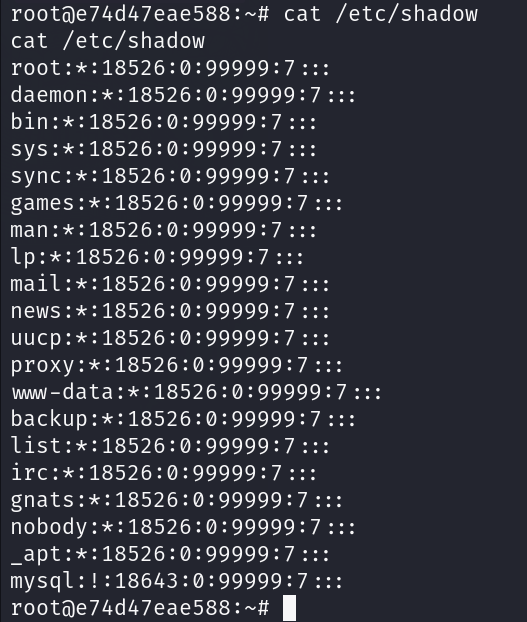 root@e74d47eae588:~# cat /etc/shadow
cat /etc/shadow
root:*:18526:0:99999:7:::
daemon:*:18526:0:99999:7:::
bin:*:18526:0:99999:7:::
sys:*:18526:0:99999:7:::
sync:*:18526:0:99999:7:::
games:*:18526:0:99999:7:::
man:*:18526:0:99999:7:::
lp:*:18526:0:99999:7:::
mail:*:18526:0:99999:7:::
news:*:18526:0:99999:7:::
uucp:*:18526:0:99999:7:::
proxy:*:18526:0:99999:7:::
www-data:*:18526:0:99999:7:::
backup:*:18526:0:99999:7:::
list:*:18526:0:99999:7:::
irc:*:18526:0:99999:7:::
gnats:*:18526:0:99999:7:::
nobody:*:18526:0:99999:7:::
_apt:*:18526:0:99999:7:::
mysql:!:18643:0:99999:7:::
root@e74d47eae588:~#